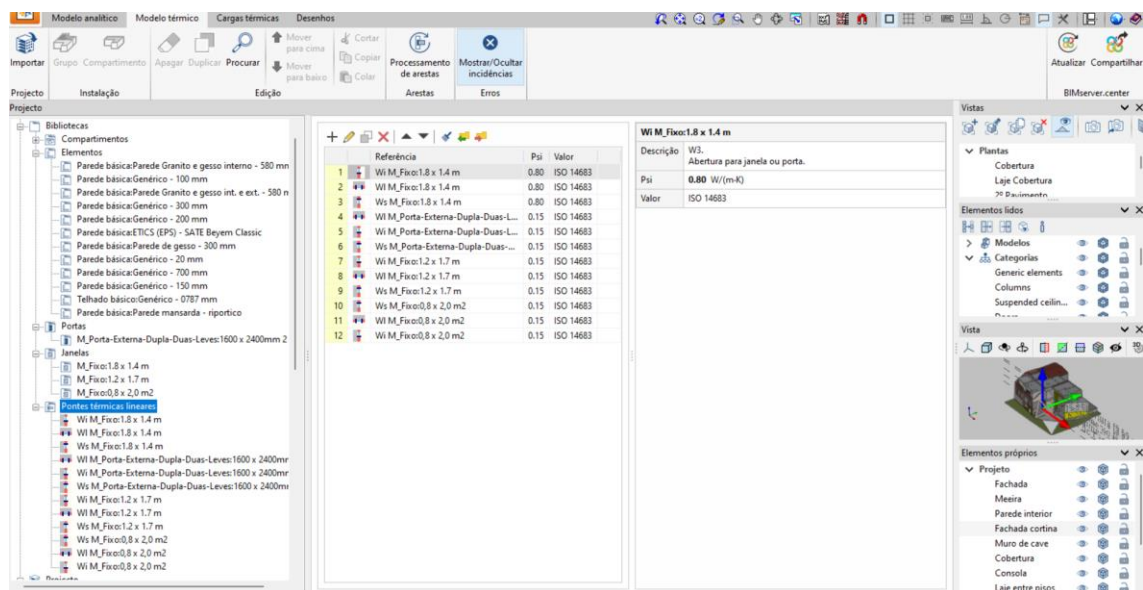 Modelo analítico Modelo térmico Cargas térmicas Desenhos
Importar Grupo Compartimento Apagar Duplicar Procurar Mover para cima Mover para baixo Cortar Copiar Colar Processamento de arestas Mostrar/Ocultar incidências Atualizar Compartilhar
Projecto Instalação Edição Arestas Erros BIMserver.center
Projecto
Bibliotecas
Compartimentos
Elementos
Parede básica:Parede Granito e gesso interno - 580 mn
Parede básica:Genérico - 100 mm
Parede básica:Parede Granito e gesso int. e ext. - 580 n
Parede básica:Genérico - 300 mm
Parede básica:Genérico - 200 mm
Parede básica:ETICS (EPS) - SATE Beyem Classic
Parede básica:Parede de gesso - 300 mm
Parede básica:Genérico - 20 mm
Parede básica:Genérico - 700 mm
Parede básica:Genérico - 150 mm
Telhado básico:Genérico - 0787 mm
Parede básica:Parede mansarda - riportico
Portas
M_Porta-Externa-Dupla-Duas-Leves:1600 x 2400mm 2
Janelas
M_Fixo:1.8 x 1.4 m
M_Fixo:1.2 x 1.7 m
M_Fixo:0,8 x 2,0 m2
Pontes térmicas lineares
Wi M_Fixo:1.8 x 1.4 m
Wl M_Fixo:1.8 x 1.4 m
Ws M_Fixo:1.8 x 1.4 m
Wl M_Porta-Externa-Dupla-Duas-Leves:1600 x 2400mr
Wi M_Porta-Externa-Dupla-Duas-Leves:1600 x 2400mr
Ws M_Porta-Externa-Dupla-Duas-Leves:1600 x 2400mr
Wi M_Fixo:1.2 x 1.7 m
Wl M_Fixo:1.2 x 1.7 m
Ws M_Fixo:1.2 x 1.7 m
Ws M_Fixo:0,8 x 2,0 m2
Wl M_Fixo:0,8 x 2,0 m2
Wi M_Fixo:0,8 x 2,0 m2
Projecto
Referência Psi Valor
1 Wi M_Fixo:1.8 x 1.4 m 0.80 ISO 14683
2 Wl M_Fixo:1.8 x 1.4 m 0.80 ISO 14683
3 Ws M_Fixo:1.8 x 1.4 m 0.80 ISO 14683
4 Wl M_Porta-Externa-Dupla-Duas-L... 0.15 ISO 14683
5 Wi M_Porta-Externa-Dupla-Duas-L... 0.15 ISO 14683
6 Ws M_Porta-Externa-Dupla-Duas-... 0.15 ISO 14683
7 Wi M_Fixo:1.2 x 1.7 m 0.15 ISO 14683
8 Wl M_Fixo:1.2 x 1.7 m 0.15 ISO 14683
9 Ws M_Fixo:1.2 x 1.7 m 0.15 ISO 14683
10 Ws M_Fixo:0,8 x 2,0 m2 0.15 ISO 14683
11 Wl M_Fixo:0,8 x 2,0 m2 0.15 ISO 14683
12 Wi M_Fixo:0,8 x 2,0 m2 0.15 ISO 14683
Wi M_Fixo:1.8 x 1.4 m
Descrição W3.
Abertura para janela ou porta.
Psi 0.80 W/(m·K)
Valor ISO 14683
Vistas
Plantas
Cobertura
Laje Cobertura
2º Pavimento
Elementos lidos
Modelos
Categorias
Generic elements
Columns
Suspended ceilin...
Vista
Elementos próprios
Projeto
Fachada
Meeira
Parede interior
Fachada cortina
Muro de cave
Cobertura
Consola
Laje entre pisos